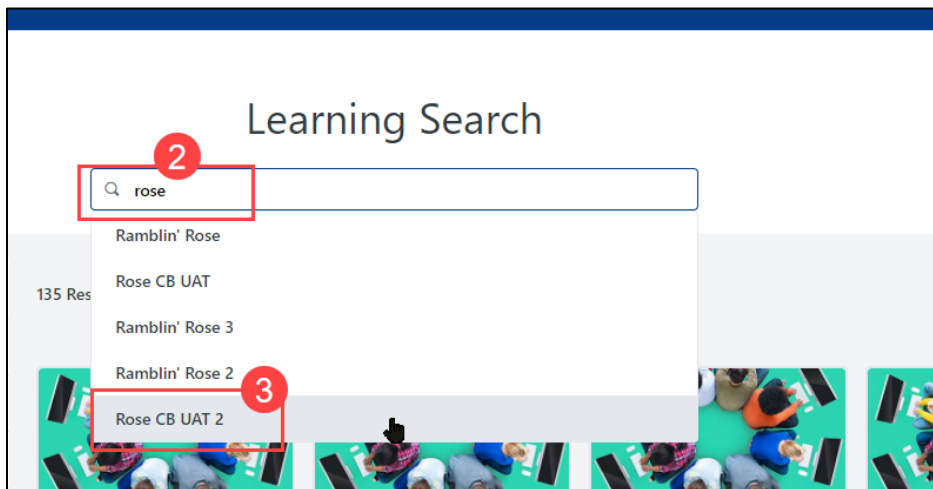 Learning Search
2
rose
Ramblin' Rose
Rose CB UAT
135 Res
Ramblin' Rose 3
Ramblin' Rose 2
3
Rose CB UAT 2